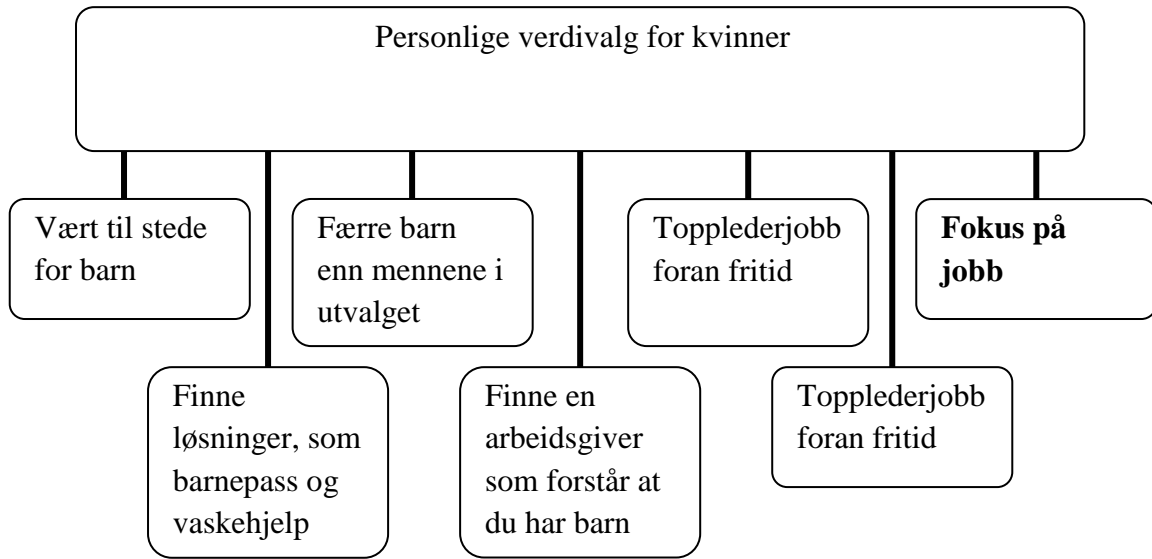 Personlige verdivalg for kvinner
Vært til stede
for barn
Færre barn
enn mennene i
utvalget
Topplederjobb
foran fritid
Fokus på
jobb
Finne
løsninger, som
barnepass og
vaskehjelp
Finne en
arbeidsgiver
som forstår at
du har barn
Topplederjobb
foran fritid